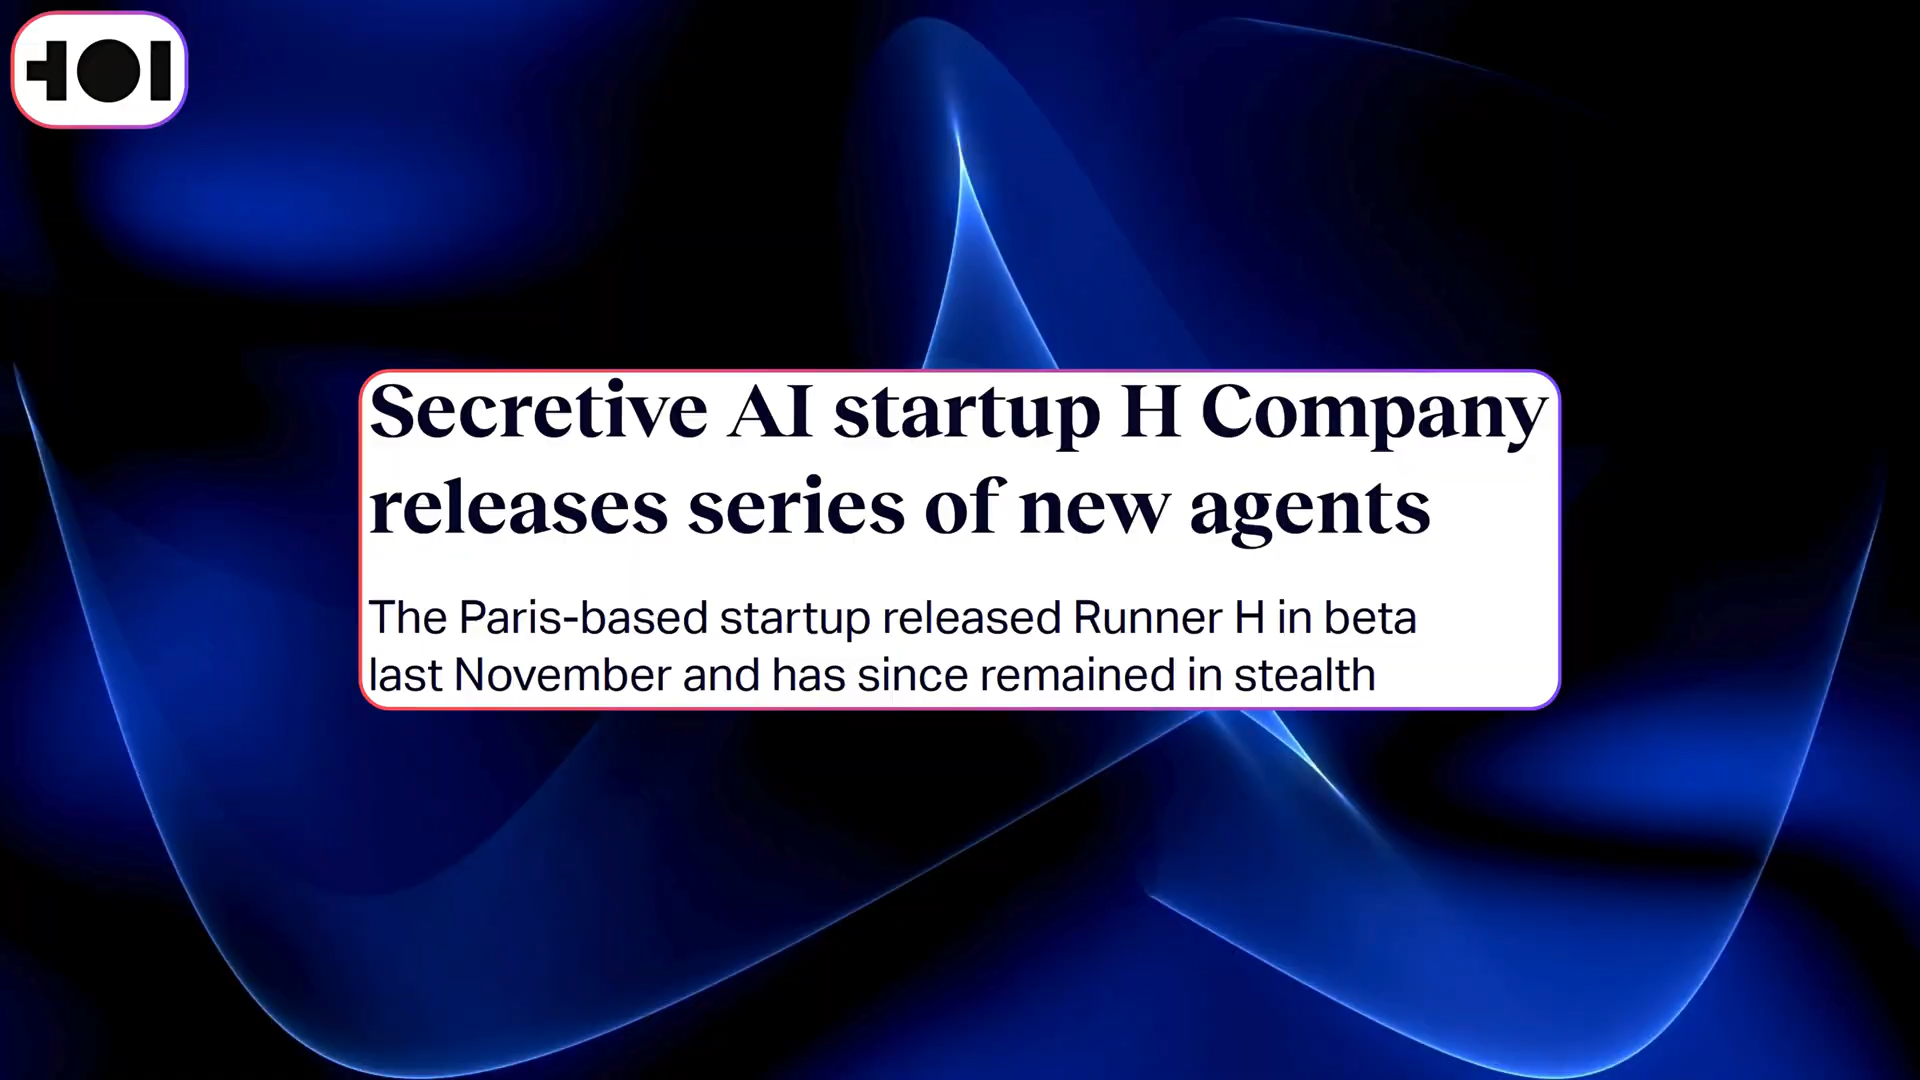 Secretive AI startup H Company
releases series of new agents
The Paris-based startup released Runner H in beta
last November and has since remained in stealth